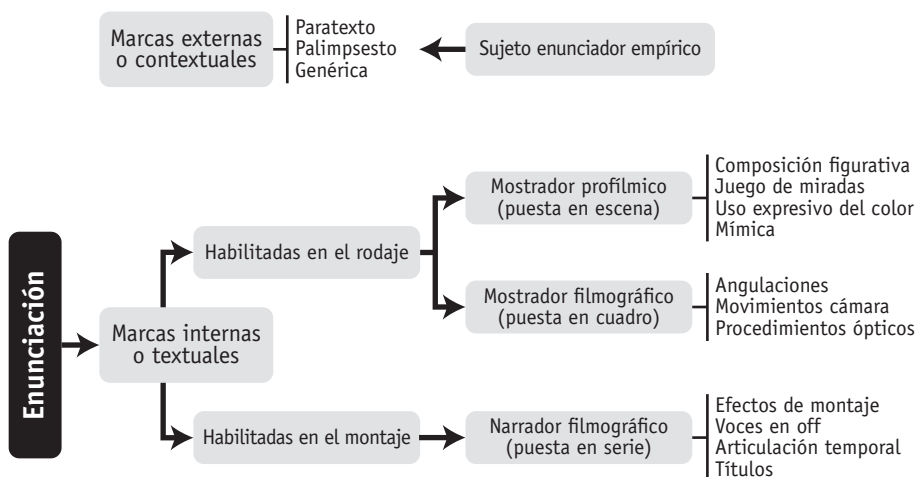 Marcas externas
o contextuales
Paratexto
Palimpsesto
Genérica
Sujeto enunciador empírico
Enunciación
Marcas internas
o textuales
Habilitadas en el rodaje
Mostrador profílmico
(puesta en escena)
Composición figurativa
Juego de miradas
Uso expresivo del color
Mímica
Mostrador filmográfico
(puesta en cuadro)
Angulaciones
Movimientos cámara
Procedimientos ópticos
Habilitadas en el montaje
Narrador filmográfico
(puesta en serie)
Efectos de montaje
Voces en off
Articulación temporal
Títulos